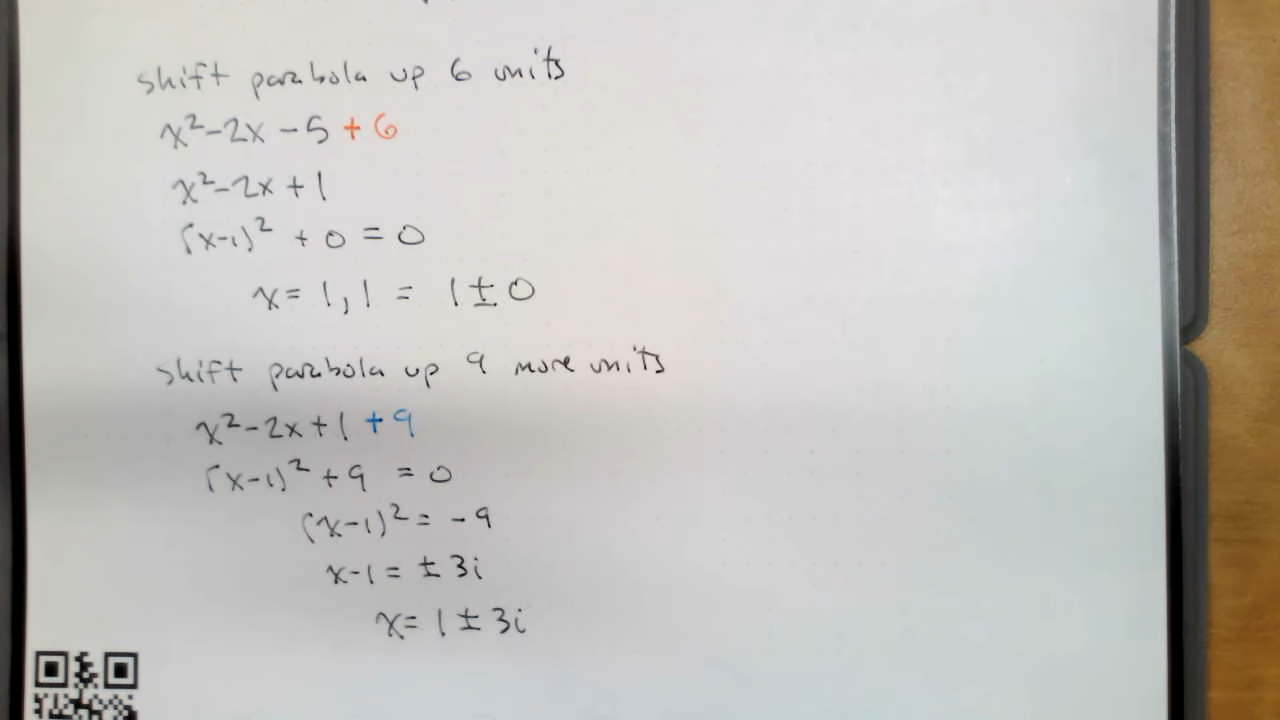 shift parabola up 6 units
x²-2x-5+6
x²-2x+1
(x-1)²+0=0
x=1,1=1±0
shift parabola up 9 more units
x²-2x+1+9
(x-1)²+9=0
(x-1)²=-9
x-1=±3i
x=1±3i